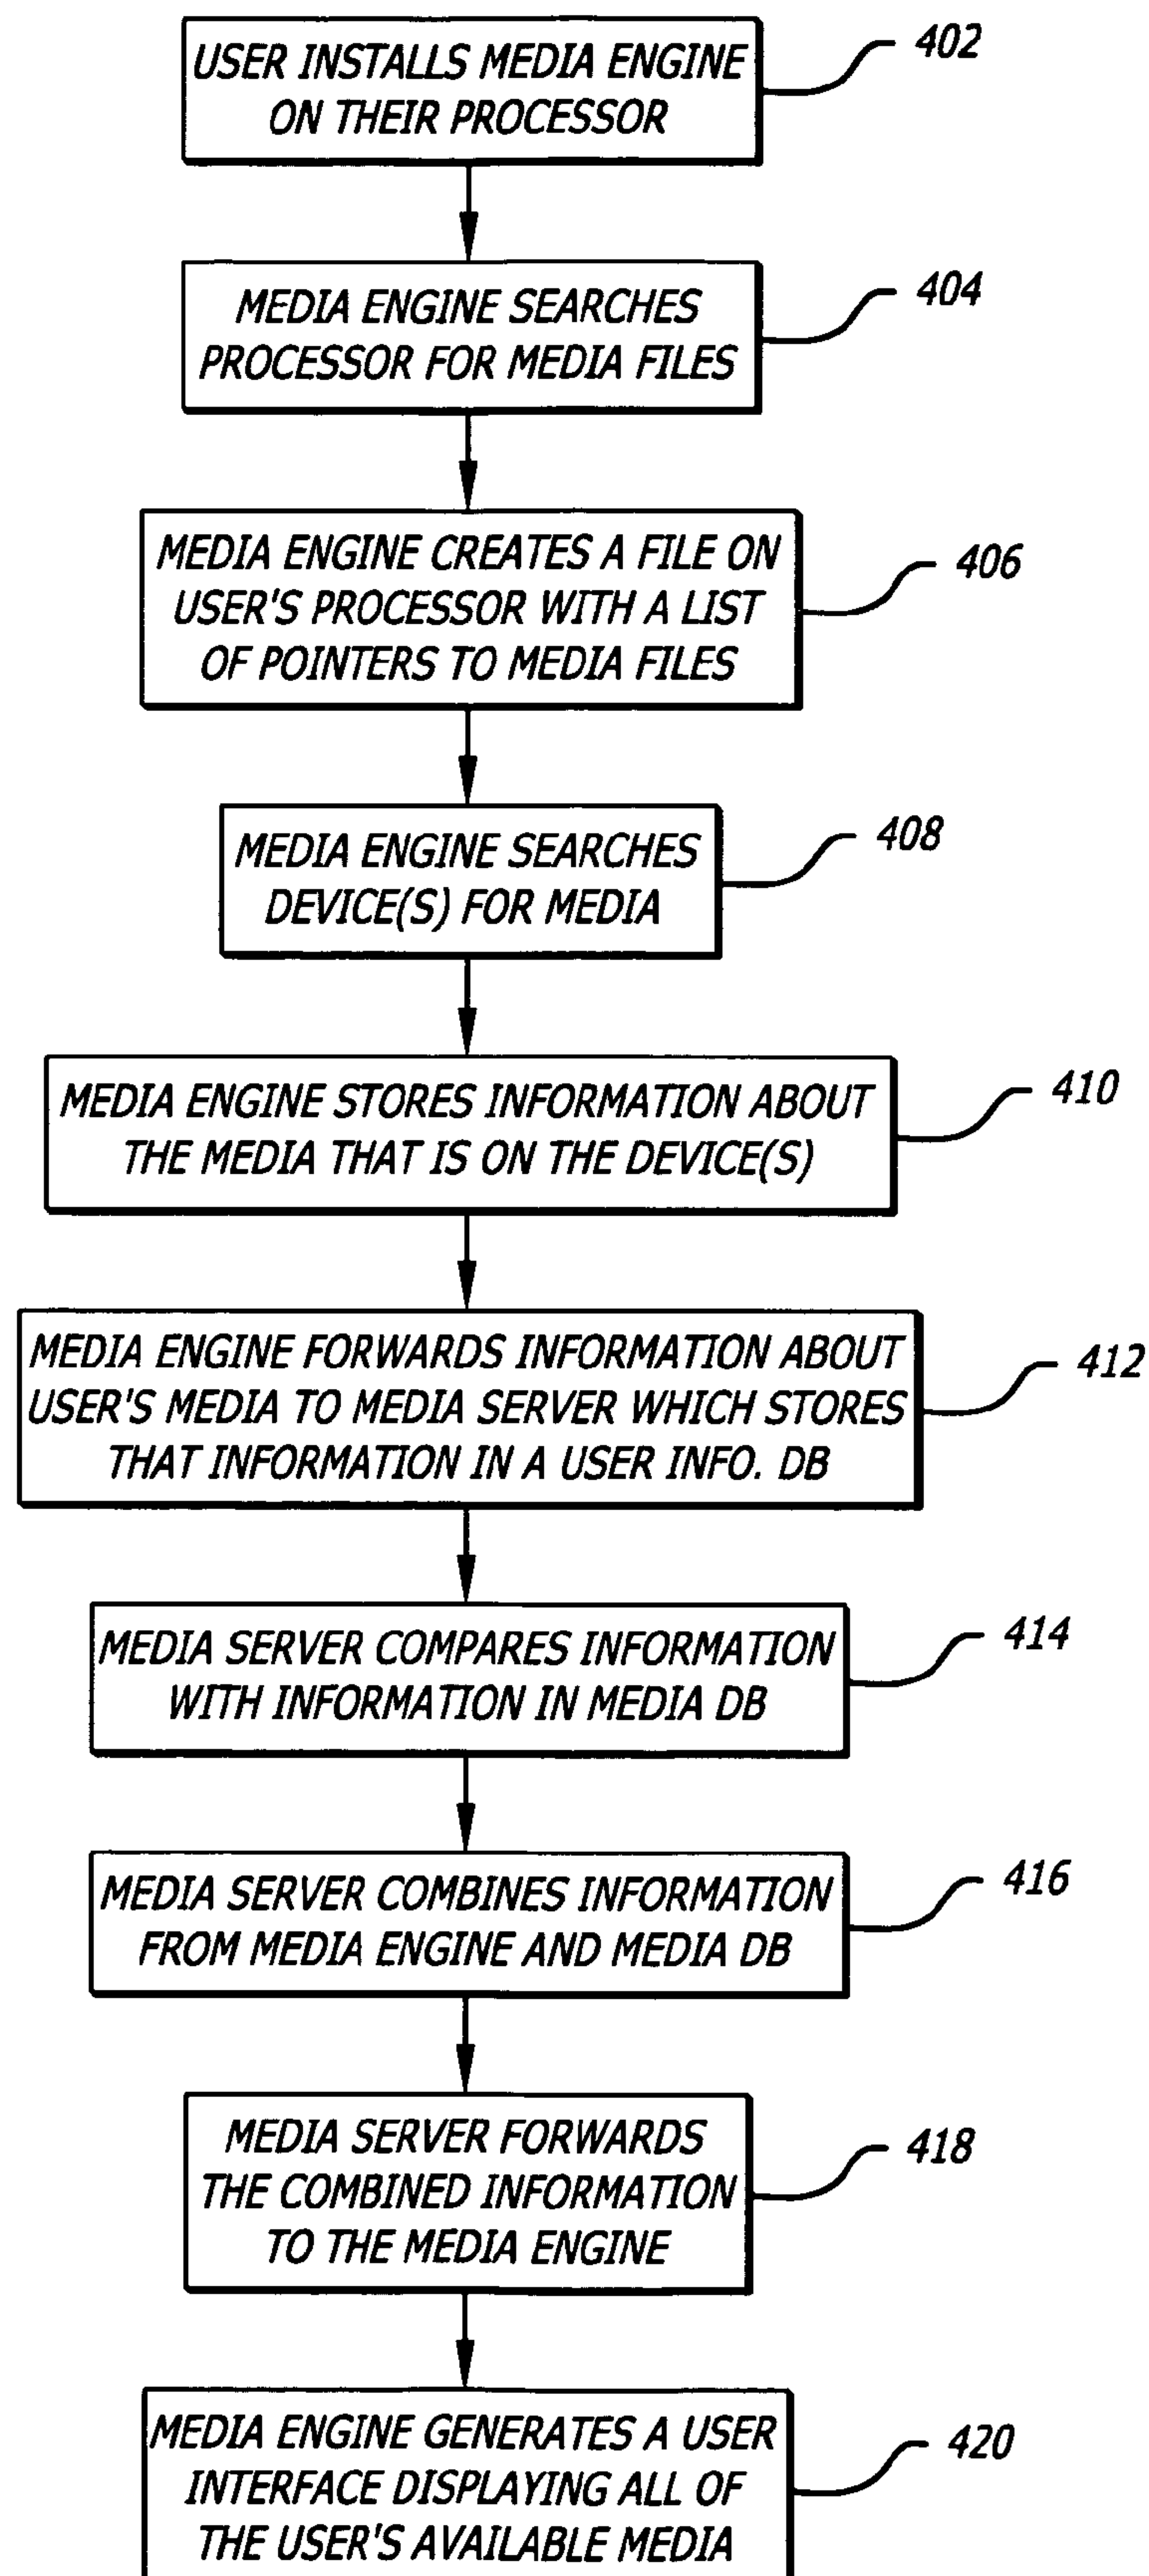 USER INSTALLS MEDIA ENGINE
ON THEIR PROCESSOR
402
MEDIA ENGINE SEARCHES
PROCESSOR FOR MEDIA FILES
404
MEDIA ENGINE CREATES A FILE ON
USER'S PROCESSOR WITH A LIST
OF POINTERS TO MEDIA FILES
406
MEDIA ENGINE SEARCHES
DEVICE(S) FOR MEDIA
408
MEDIA ENGINE STORES INFORMATION ABOUT
THE MEDIA THAT IS ON THE DEVICE(S)
410
MEDIA ENGINE FORWARDS INFORMATION ABOUT
USER'S MEDIA TO MEDIA SERVER WHICH STORES
THAT INFORMATION IN A USER INFO. DB
412
MEDIA SERVER COMPARES INFORMATION
WITH INFORMATION IN MEDIA DB
414
MEDIA SERVER COMBINES INFORMATION
FROM MEDIA ENGINE AND MEDIA DB
416
MEDIA SERVER FORWARDS
THE COMBINED INFORMATION
TO THE MEDIA ENGINE
418
MEDIA ENGINE GENERATES A USER
INTERFACE DISPLAYING ALL OF
THE USER'S AVAILABLE MEDIA
420